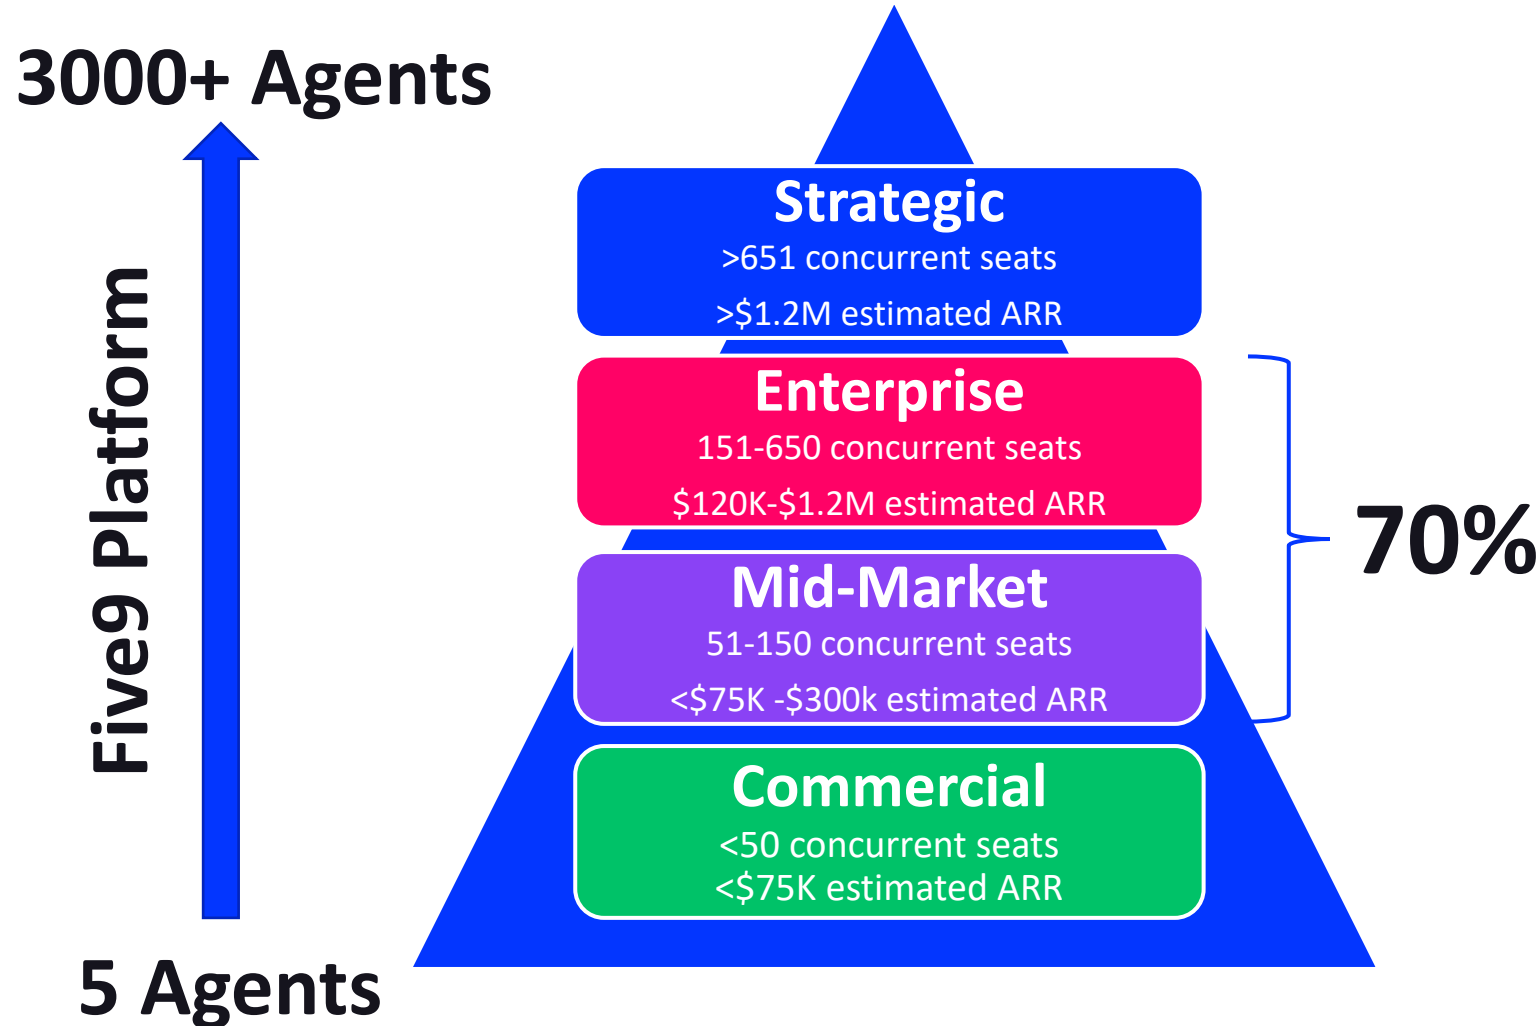 3000+ Agents
Five9 Platform
5 Agents
Strategic
>651 concurrent seats
>$1.2M estimated ARR
Enterprise
151-650 concurrent seats
$120K-$1.2M estimated ARR
Mid-Market
51-150 concurrent seats
<$75K -$300k estimated ARR
Commercial
<50 concurrent seats
<$75K estimated ARR
70%